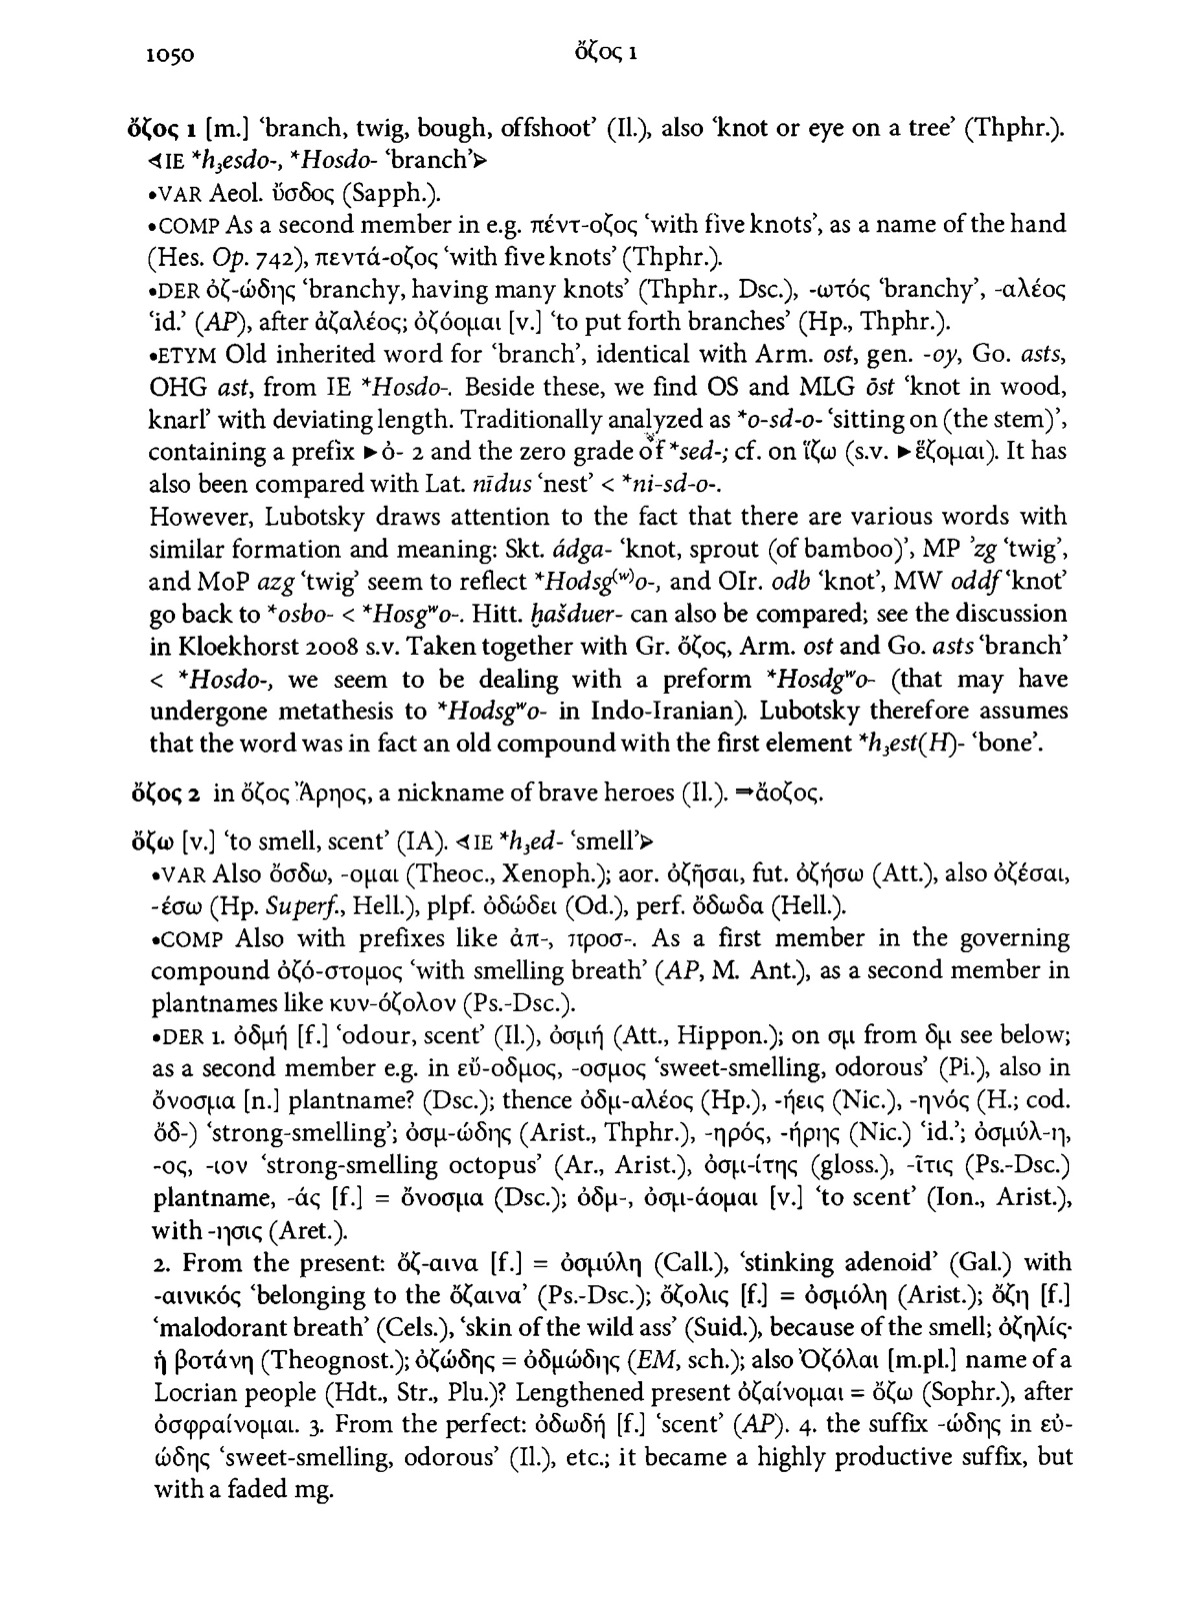 1050
ὄζος 1
ὄζος 1 [m.] ‘branch, twig, bough, offshoot’ (Il.), also ‘knot or eye on a tree’ (Thphr.).
⋖IE *h₃esdo-, *Hosdo- ‘branch’⋗
•VAR Aeol. ὔσδος (Sapph.).
•COMP As a second member in e.g. πέντ-οζος ‘with five knots’, as a name of the hand
(Hes. Op. 742), πεντά-οζος ‘with five knots’ (Thphr.).
•DER ὀζ-ώδης ‘branchy, having many knots’ (Thphr., Dsc.), -ωτός ‘branchy’, -αλέος
‘id.’ (AP), after ἀζαλέος; ὀζόομαι [v.] ‘to put forth branches’ (Hp., Thphr.).
•ETYM Old inherited word for ‘branch’, identical with Arm. ost, gen. -oy, Go. asts,
OHG ast, from IE *Hosdo-. Beside these, we find OS and MLG ōst ‘knot in wood,
knarl’ with deviating length. Traditionally analyzed as *o-sd-o- ‘sitting on (the stem)’,
containing a prefix ►ὀ- 2 and the zero grade of *sed-; cf. on ἵζω (s.v. ►ἕζομαι). It has
also been compared with Lat. nīdus ‘nest’ < *ni-sd-o-.
However, Lubotsky draws attention to the fact that there are various words with
similar formation and meaning: Skt. ádga- ‘knot, sprout (of bamboo)’, MP ’zg ‘twig’,
and MoP azg ‘twig’ seem to reflect *Hodsg⁽ʷ⁾o-, and OIr. odb ‘knot’, MW oddf ‘knot’
go back to *osbo- < *Hosgʷo-. Hitt. ḫašduer- can also be compared; see the discussion
in Kloekhorst 2008 s.v. Taken together with Gr. ὄζος, Arm. ost and Go. asts ‘branch’
< *Hosdo-, we seem to be dealing with a preform *Hosdgʷo- (that may have
undergone metathesis to *Hodsgʷo- in Indo-Iranian). Lubotsky therefore assumes
that the word was in fact an old compound with the first element *h₃est(H)- ‘bone’.
ὄζος 2 in ὄζος Ἄρηος, a nickname of brave heroes (Il.). ⇒ἄοζος.
ὄζω [v.] ‘to smell, scent’ (IA). ⋖IE *h₃ed- ‘smell’⋗
•VAR Also ὄσδω, -ομαι (Theoc., Xenoph.); aor. ὀζῆσαι, fut. ὀζήσω (Att.), also ὀζέσαι,
-έσω (Hp. Superf., Hell.), plpf. ὀδώδει (Od.), perf. ὄδωδα (Hell.).
•COMP Also with prefixes like ἀπ-, προσ-. As a first member in the governing
compound ὀζό-στομος ‘with smelling breath’ (AP, M. Ant.), as a second member in
plantnames like κυν-όζολον (Ps.-Dsc.).
•DER 1. ὀδμή [f.] ‘odour, scent’ (Il.), ὀσμή (Att., Hippon.); on σμ from δμ see below;
as a second member e.g. in εὔ-οδμος, -οσμος ‘sweet-smelling, odorous’ (Pi.), also in
ὄνοσμα [n.] plantname? (Dsc.); thence ὀδμ-αλέος (Hp.), -ήεις (Nic.), -ηνός (H.; cod.
ὄδ-) ‘strong-smelling’; ὀσμ-ώδης (Arist., Thphr.), -ηρός, -ήρης (Nic.) ‘id.’; ὀσμύλ-η,
-ος, -ιον ‘strong-smelling octopus’ (Ar., Arist.), ὀσμι-ίτης (gloss.), -ῖτις (Ps.-Dsc.)
plantname, -άς [f.] = ὄνοσμα (Dsc.); ὀδμ-, ὀσμι-άομαι [v.] ‘to scent’ (Ion., Arist.),
with -ησις (Aret.).
2. From the present: ὄζ-αινα [f.] = ὀσμύλη (Call.), ‘stinking adenoid’ (Gal.) with
-αινικός ‘belonging to the ὄζαινα’ (Ps.-Dsc.); ὄζολις [f.] = ὀσμόλη (Arist.); ὄζη [f.]
‘malodorant breath’ (Cels.), ‘skin of the wild ass’ (Suid.), because of the smell; ὀζηλίς·
ἡ βοτάνη (Theognost.); ὀζώδης = ὀδμώδης (EM, sch.); also Ὀζόλαι [m.pl.] name of a
Locrian people (Hdt., Str., Plu.)? Lengthened present ὀζαίνομαι = ὄζω (Sophr.), after
ὀσφραίνομαι. 3. From the perfect: ὀδωδή [f.] ‘scent’ (AP). 4. the suffix -ώδης in εὐ-
ώδης ‘sweet-smelling, odorous’ (Il.), etc.; it became a highly productive suffix, but
with a faded mg.